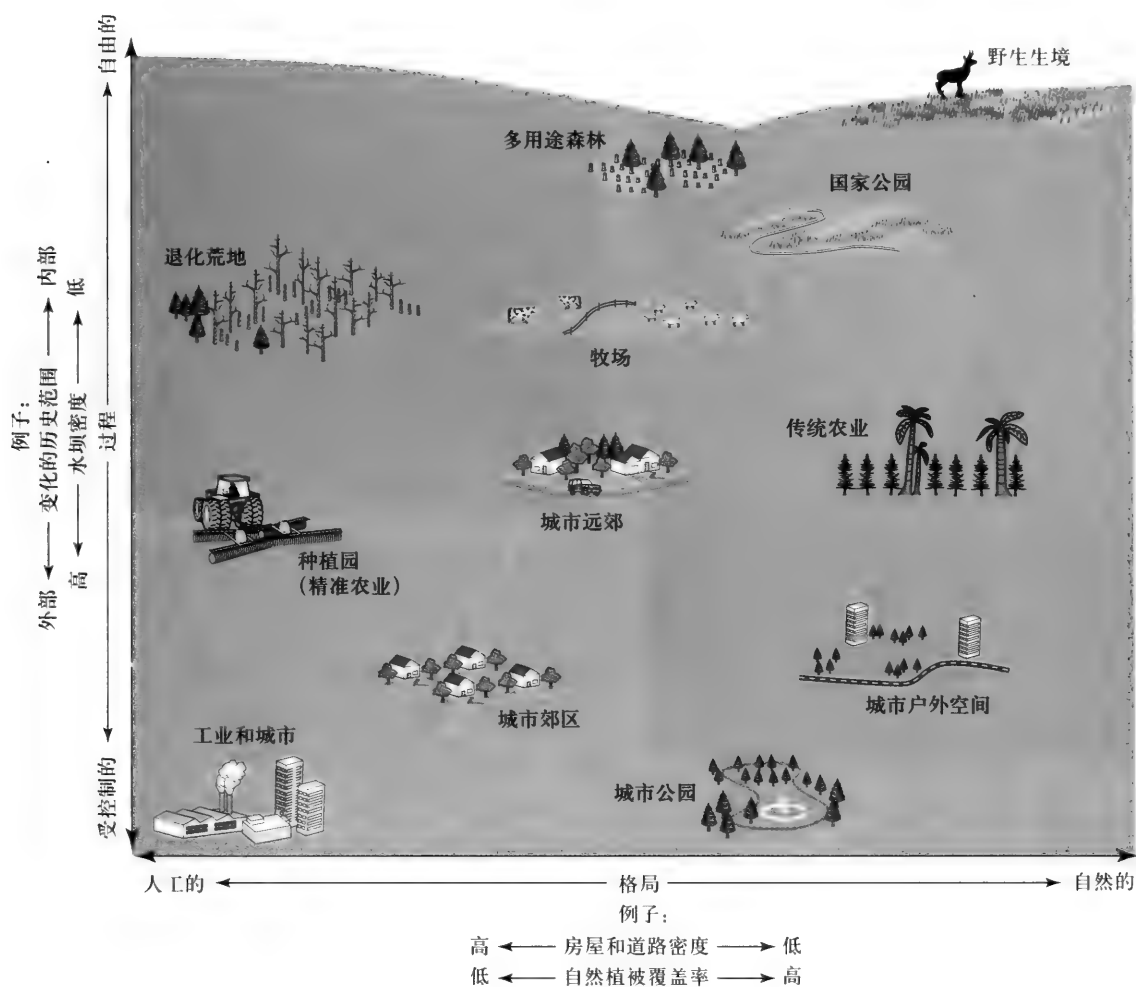 自由的
野生生境
多用途森林
国家公园
退化荒地
牧场
传统农业
城市远郊
种植园
(精准农业)
城市户外空间
城市郊区
工业和城市
城市公园
受控制的
过程
例子:
外部 变化的历史范围 内部
高 水坝密度 低
人工的 格局 自然的
例子:
高 房屋和道路密度 低
低 自然植被覆盖率 高